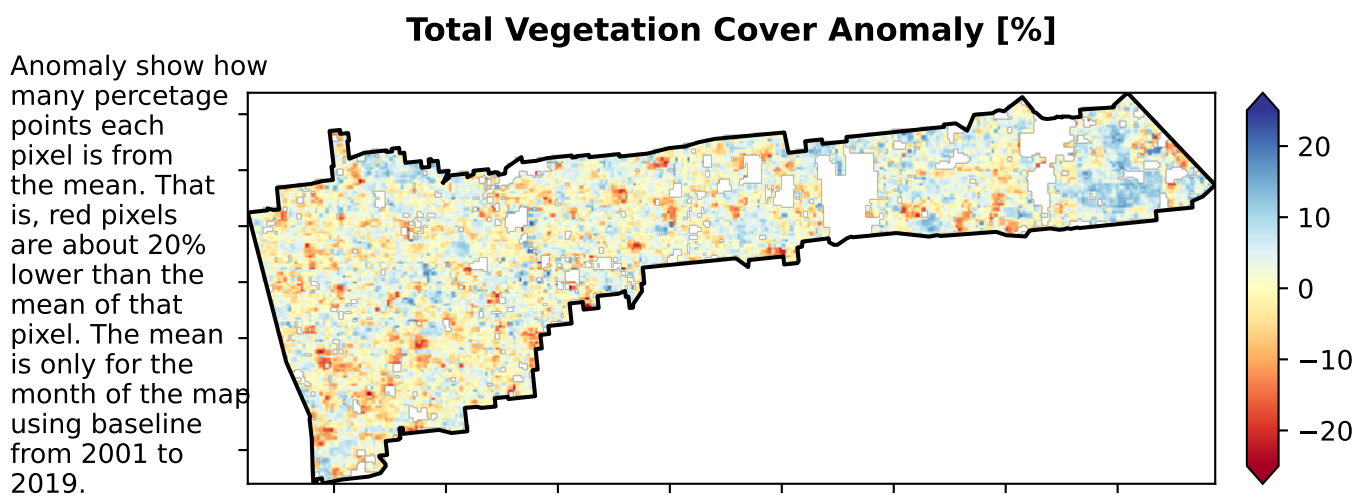 Total Vegetation Cover Anomaly [%]
Anomaly show how
many percetage
points each
pixel is from
the mean. That
is, red pixels
are about 20%
lower than the
mean of that
pixel. The mean
is only for the
month of the map
using baseline
from 2001 to
2019.
20
10
0
−10
−20